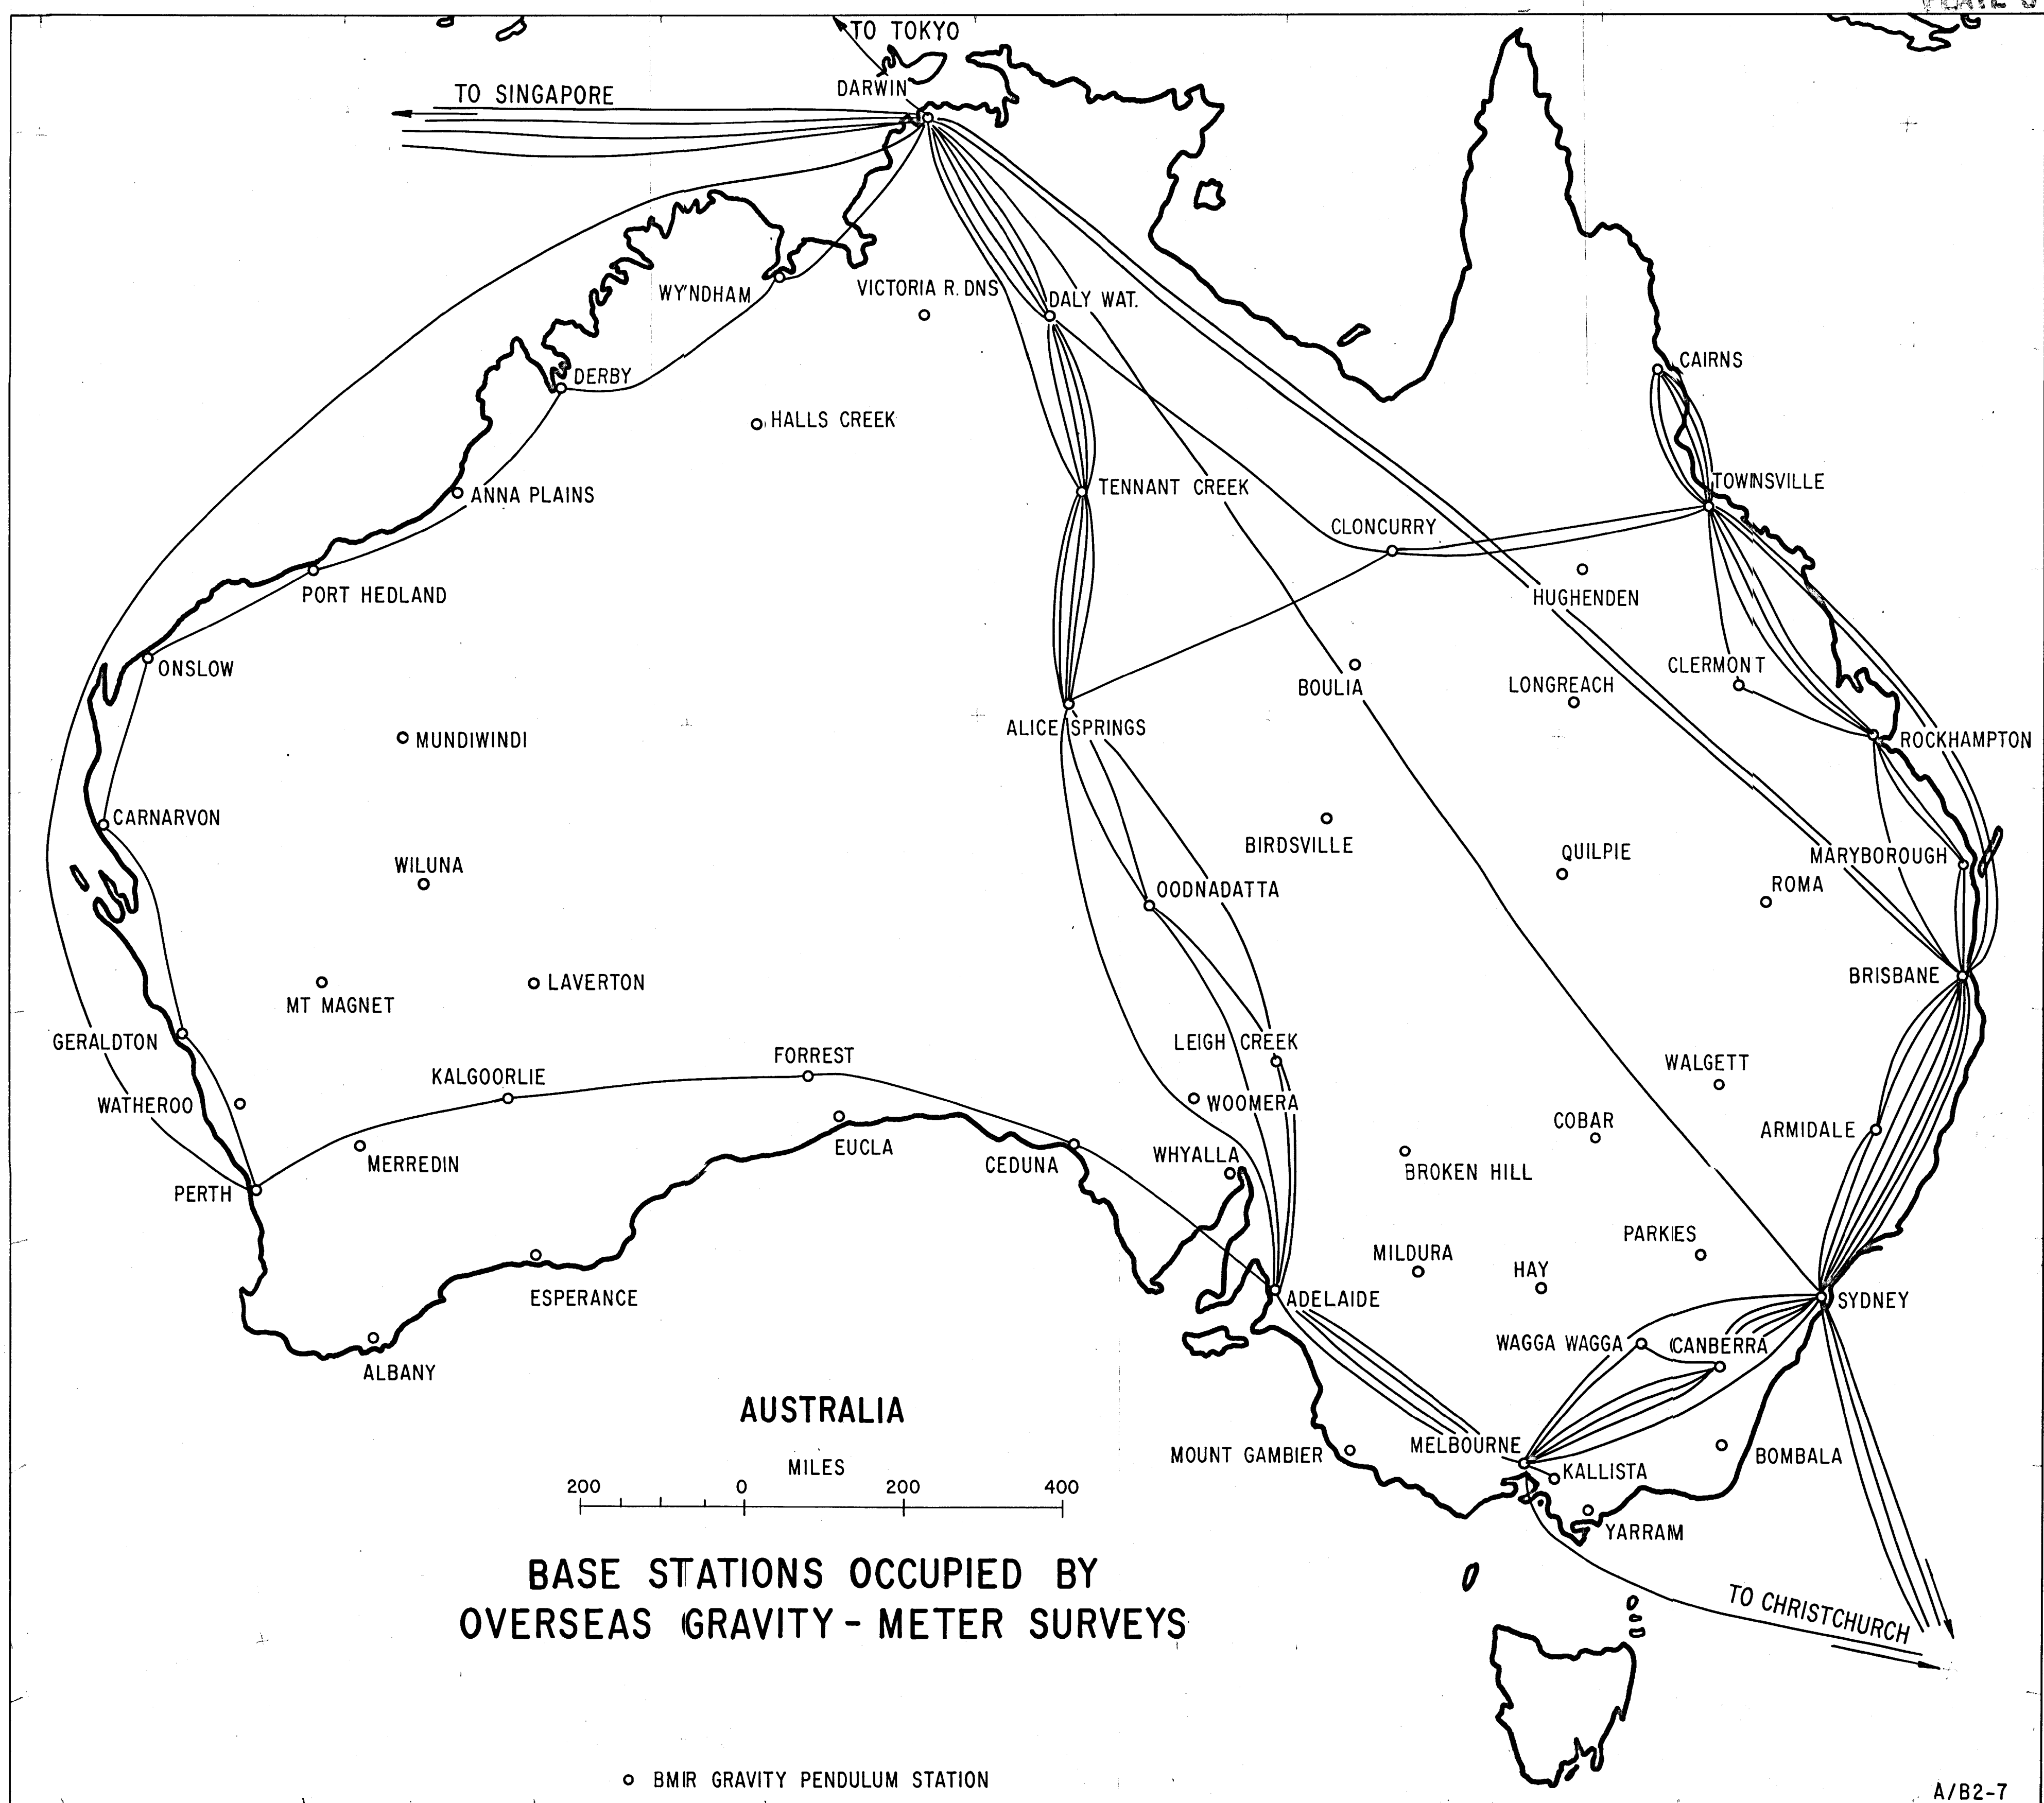 PLATE
TO TOKYO
DARWIN
TO SINGAPORE
WYNDHAM
VICTORIA R. DNS
DALY WAT.
CAIRNS
DERBY
HALLS CREEK
ANNA PLAINS
TENNANT CREEK
TOWNSVILLE
CLONCURRY
PORT HEDLAND
HUGHENDEN
ONSLOW
BOULIA
LONGREACH
CLERMONT
ALICE SPRINGS
MUNDIWINDI
ROCKHAMPTON
CARNARVON
BIRDSVILLE
QUILPIE
MARYBOROUGH
WILUNA
OODNADATTA
ROMA
MT MAGNET
LAVERTON
BRISBANE
GERALDTON
LEIGH CREEK
FORREST
WALGETT
KALGOORLIE
WATHEROO
WOOMERA
COBAR
ARMIDALE
MERREDIN
EUCLA
CEDUNA
WHYALLA
BROKEN HILL
PERTH
PARKES
MILDURA
HAY
ESPERANCE
ADELAIDE
SYDNEY
WAGGA WAGGA
CANBERRA
ALBANY
AUSTRALIA
MOUNT GAMBIER
MELBOURNE
BOMBALA
MILES
KALLISTA
200 0 200 400
YARRAM
BASE STATIONS OCCUPIED BY
OVERSEAS GRAVITY - METER SURVEYS
TO CHRISTCHURCH
BMR GRAVITY PENDULUM STATION
A/B2-7